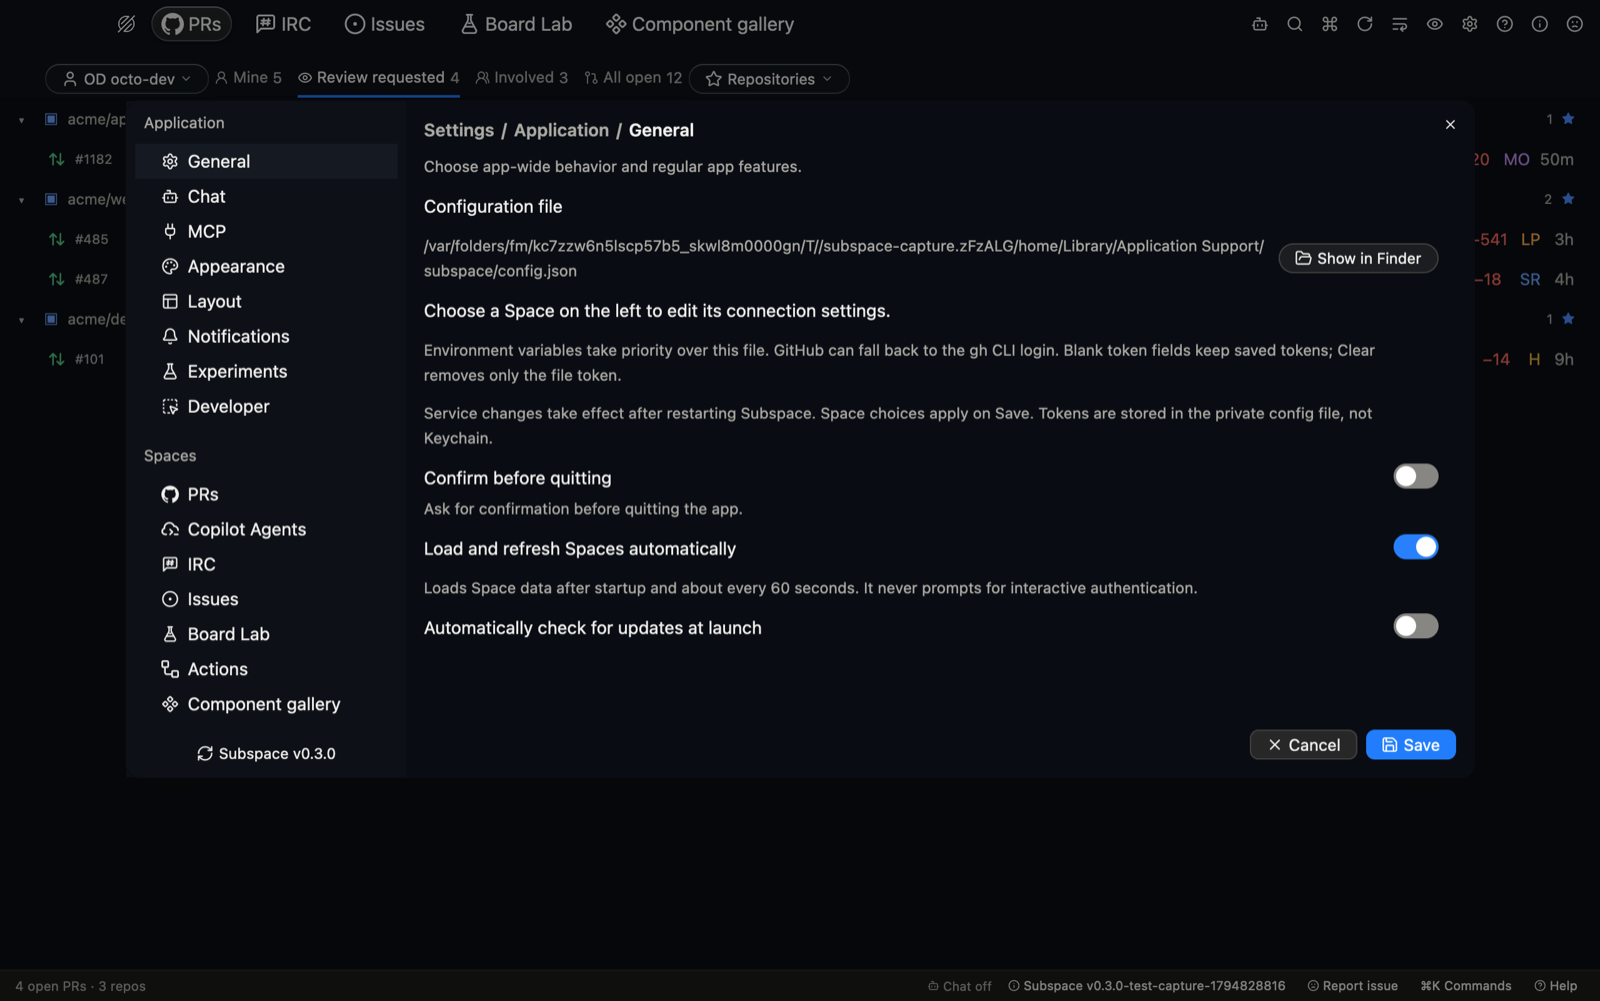 PRs
IRC
Issues
Board Lab
Component gallery
OD octo-dev
Mine 5
Review requested 4
Involved 3
All open 12
Repositories
acme/ap
1
#1182
20 MO 50m
acme/we
2
#485
-541 LP 3h
#487
−18 SR 4h
acme/de
1
#101
−14 H 9h
Application
General
Chat
MCP
Appearance
Layout
Notifications
Experiments
Developer
Spaces
PRs
Copilot Agents
IRC
Issues
Board Lab
Actions
Component gallery
Subspace v0.3.0
Settings / Application / General
Choose app-wide behavior and regular app features.
Configuration file
/var/folders/fm/kc7zzw6n5lscp57b5_skwl8m0000gn/T//subspace-capture.zFzALG/home/Library/Application Support/
subspace/config.json
Show in Finder
Choose a Space on the left to edit its connection settings.
Environment variables take priority over this file. GitHub can fall back to the gh CLI login. Blank token fields keep saved tokens; Clear
removes only the file token.
Service changes take effect after restarting Subspace. Space choices apply on Save. Tokens are stored in the private config file, not
Keychain.
Confirm before quitting
Ask for confirmation before quitting the app.
Load and refresh Spaces automatically
Loads Space data after startup and about every 60 seconds. It never prompts for interactive authentication.
Automatically check for updates at launch
Cancel
Save
4 open PRs · 3 repos
Chat off
Subspace v0.3.0-test-capture-1794828816
Report issue
⌘K Commands
Help